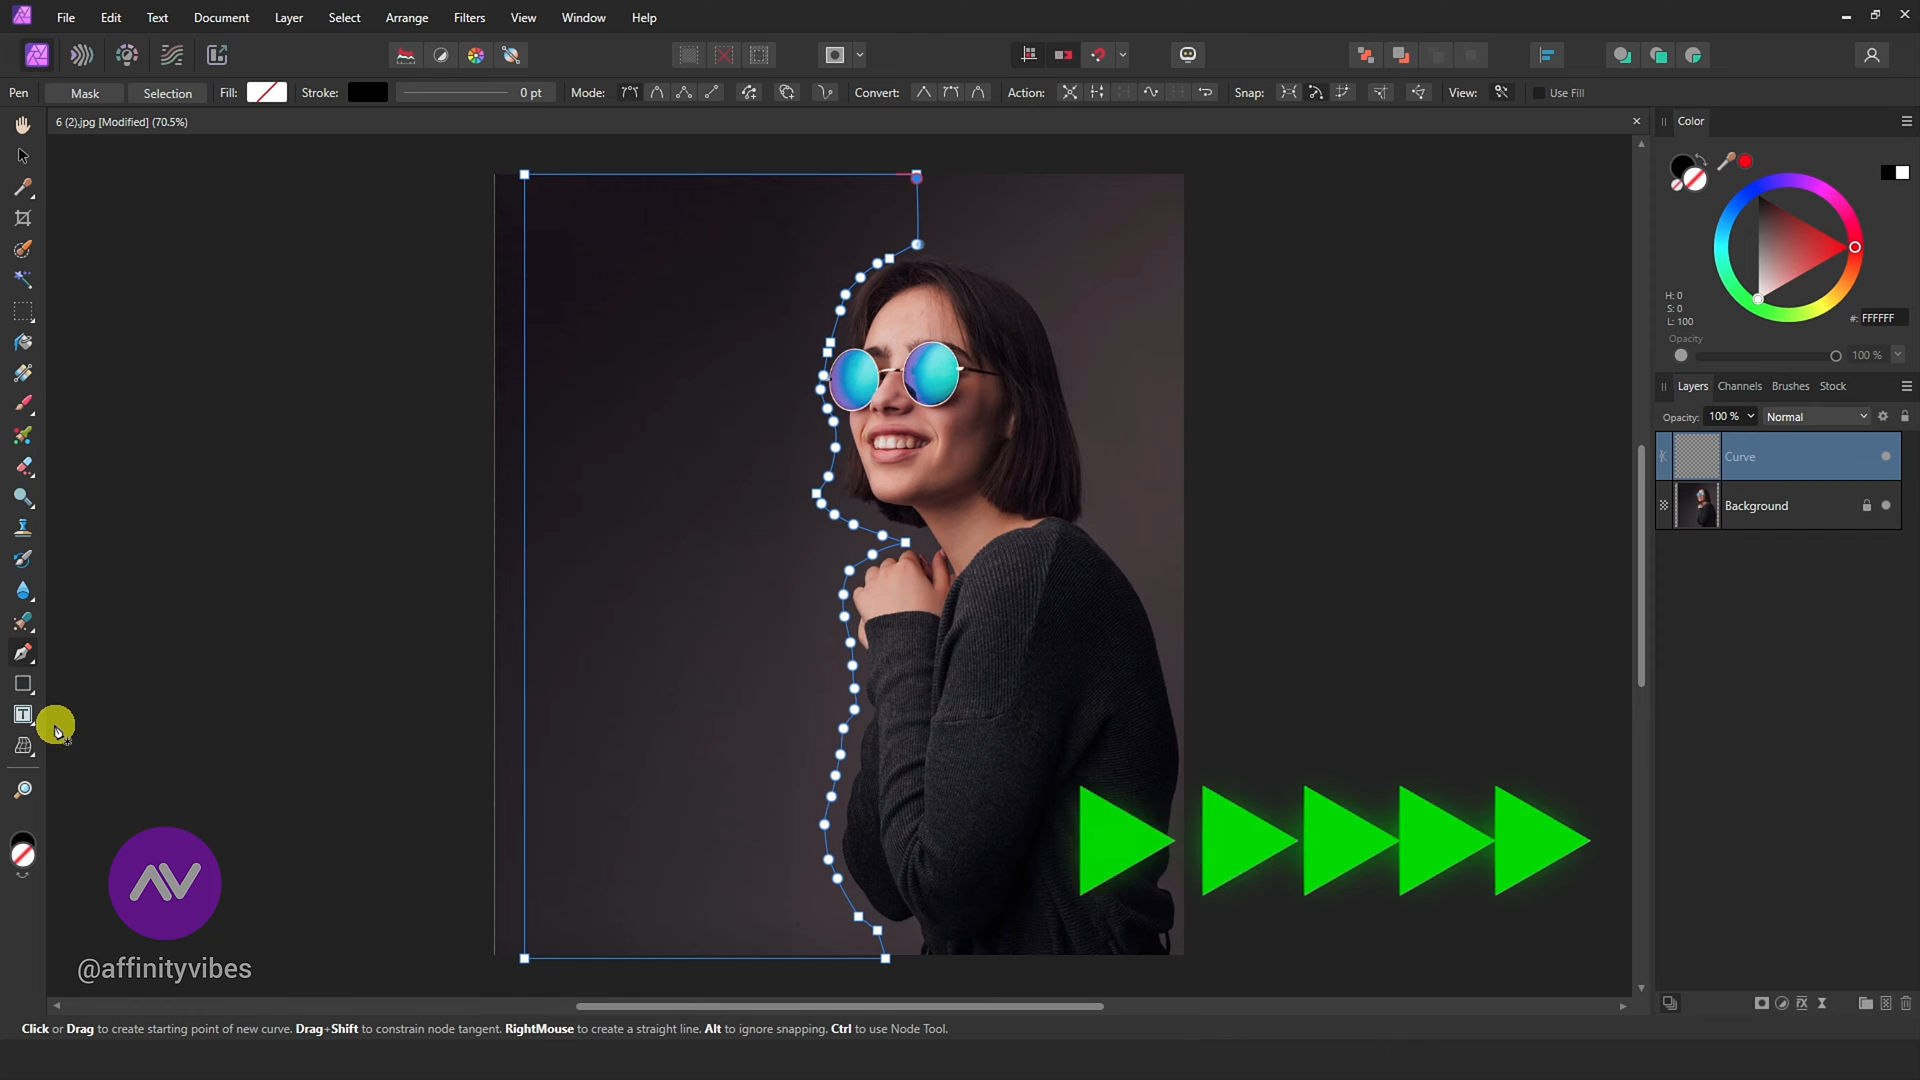 File Edit Text Document Layer Select Arrange Filters View Window Help
Pen Mask Selection Fill: Stroke: 0 pt Mode: Convert: Action: Snap: View: Use Fill
6 (2).jpg [Modified] (70.5%)
Color
H: 0
S: 0
L: 100
#: FFFFFF
Opacity
100 %
Layers Channels Brushes Stock
Opacity: 100 % Normal
Curve
Background
@affinityvibes
Click or Drag to create starting point of new curve. Drag+Shift to constrain node tangent. RightMouse to create a straight line. Alt to ignore snapping. Ctrl to use Node Tool.